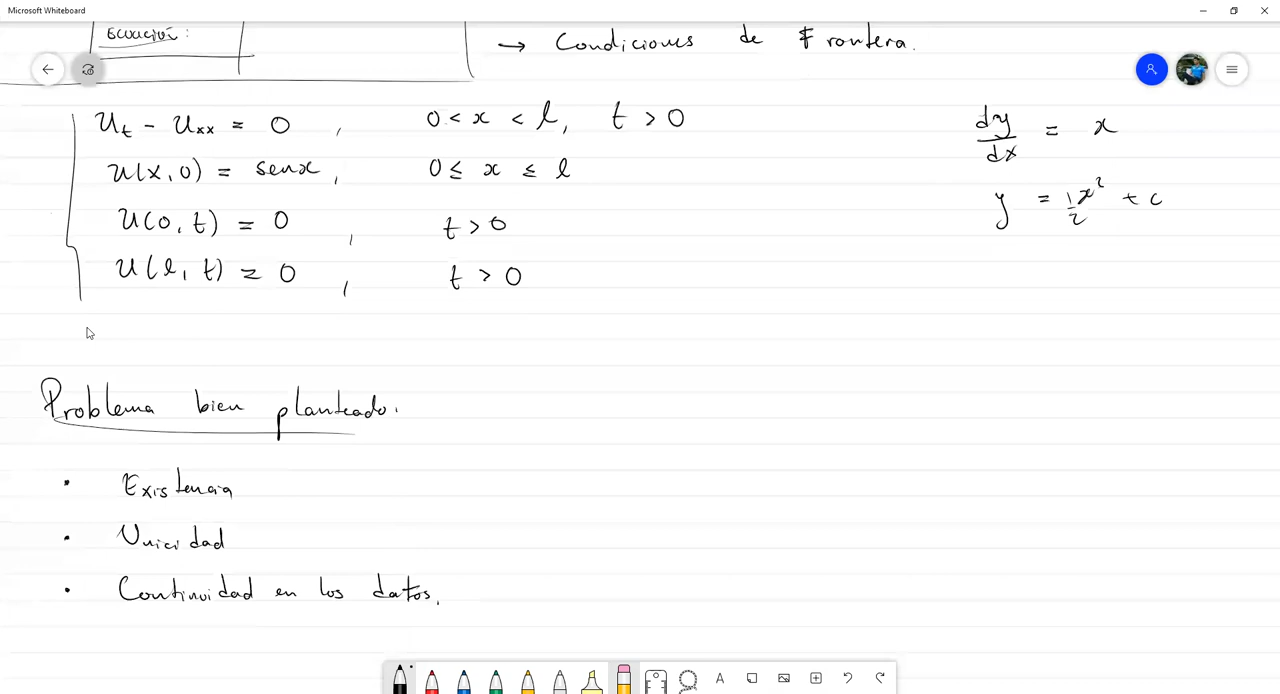 Microsoft Whiteboard
Ecuación:
→ Condiciones de Frontera.
Ut - Uxx = 0 , 0 < x < l, t > 0
U(x,0) = senx, 0 ≤ x ≤ l
U(0,t) = 0 , t > 0
U(l,t) = 0 , t > 0
dy/dx = x
y = 1/2 x² + c
Problema bien planteado.
• Existencia
• Unicidad
• Continuidad en los datos.
A